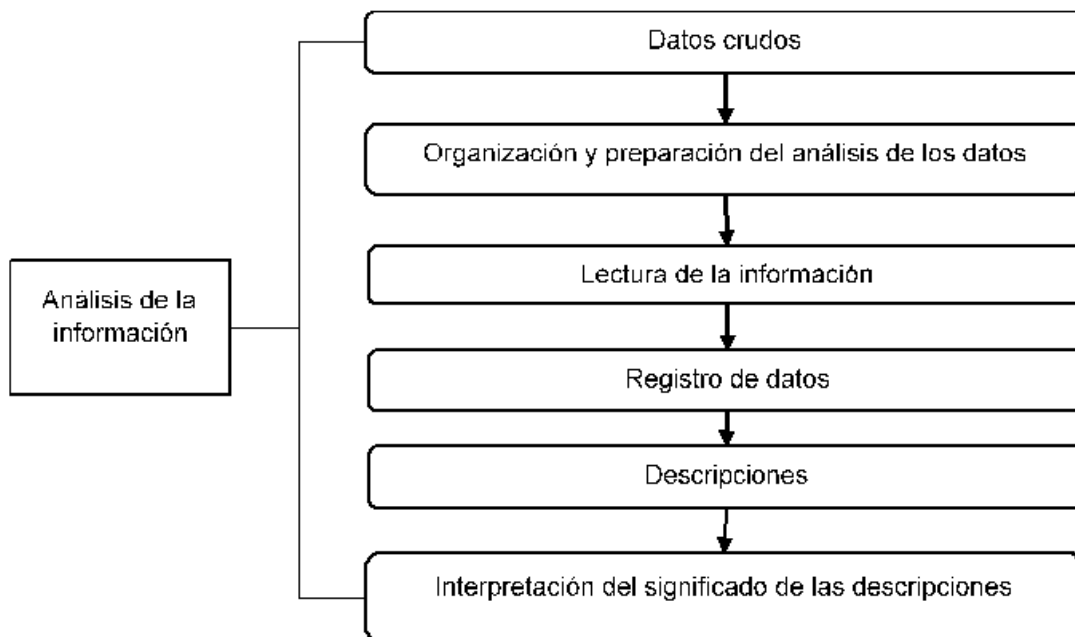 Datos crudos
Organización y preparación del análisis de los datos
Lectura de la información
Análisis de la
información
Registro de datos
Descripciones
Interpretación del significado de las descripciones